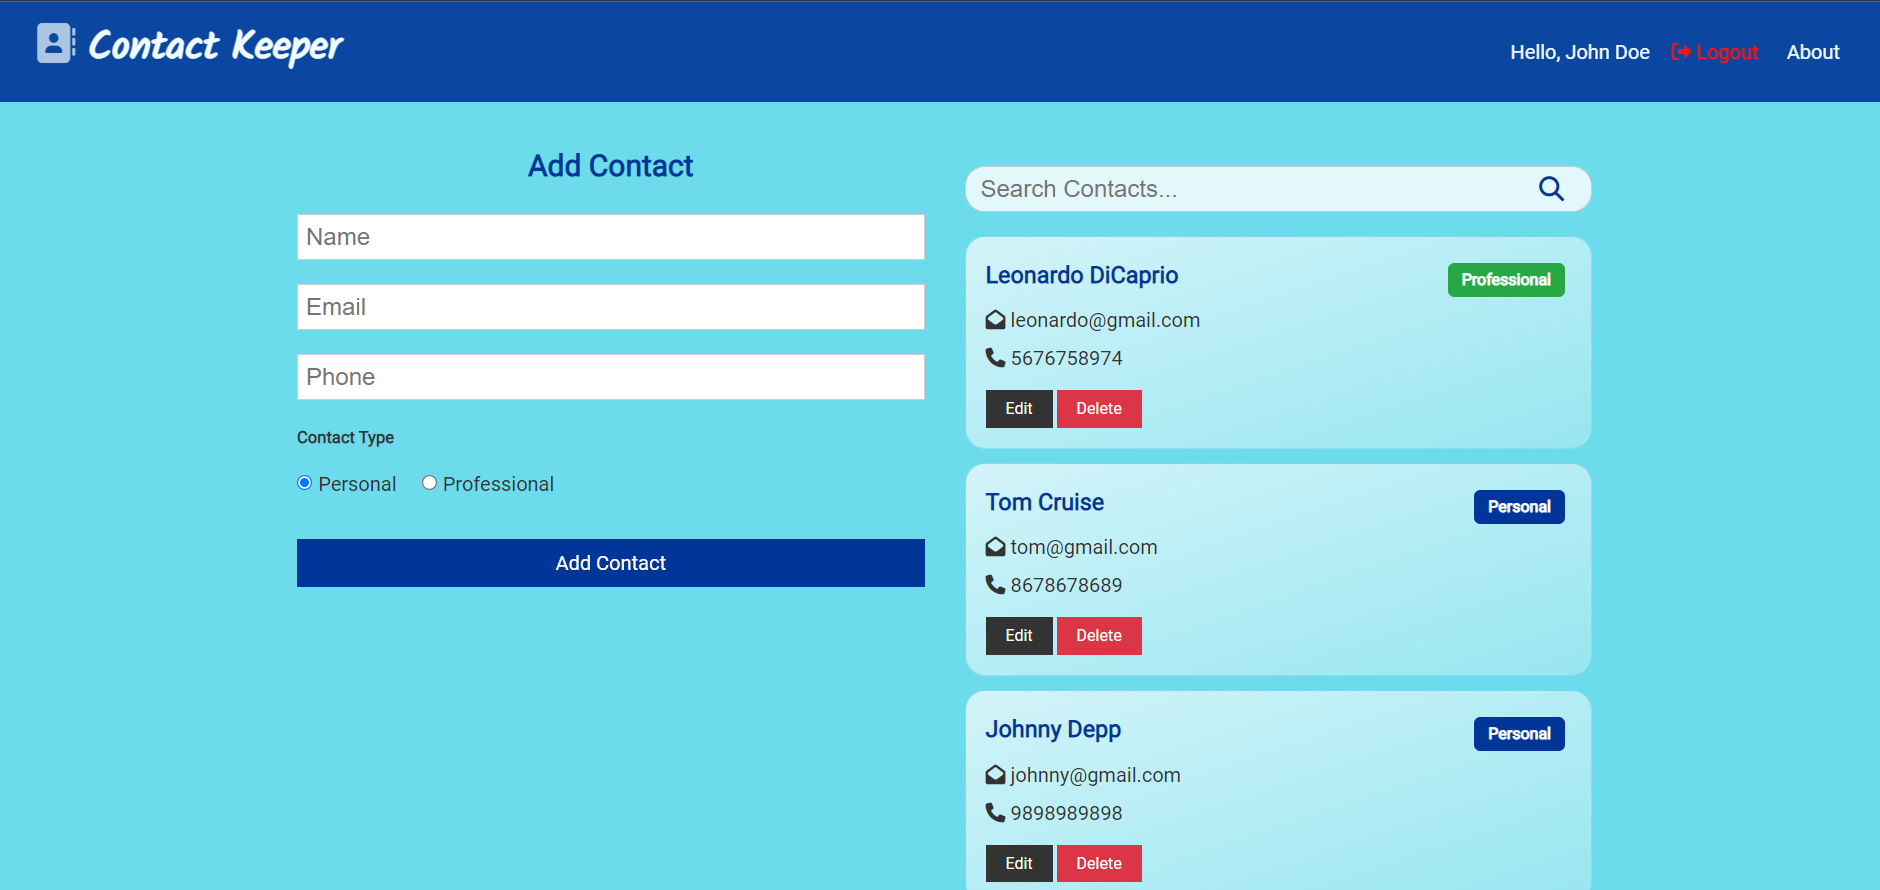 Contact Keeper
Hello, John Doe Logout About
Add Contact
Name
Email
Phone
Contact Type
Personal Professional
Add Contact
Search Contacts...
Leonardo DiCaprio Professional
leonardo@gmail.com
5676758974
Edit Delete
Tom Cruise Personal
tom@gmail.com
8678678689
Edit Delete
Johnny Depp Personal
johnny@gmail.com
9898989898
Edit Delete